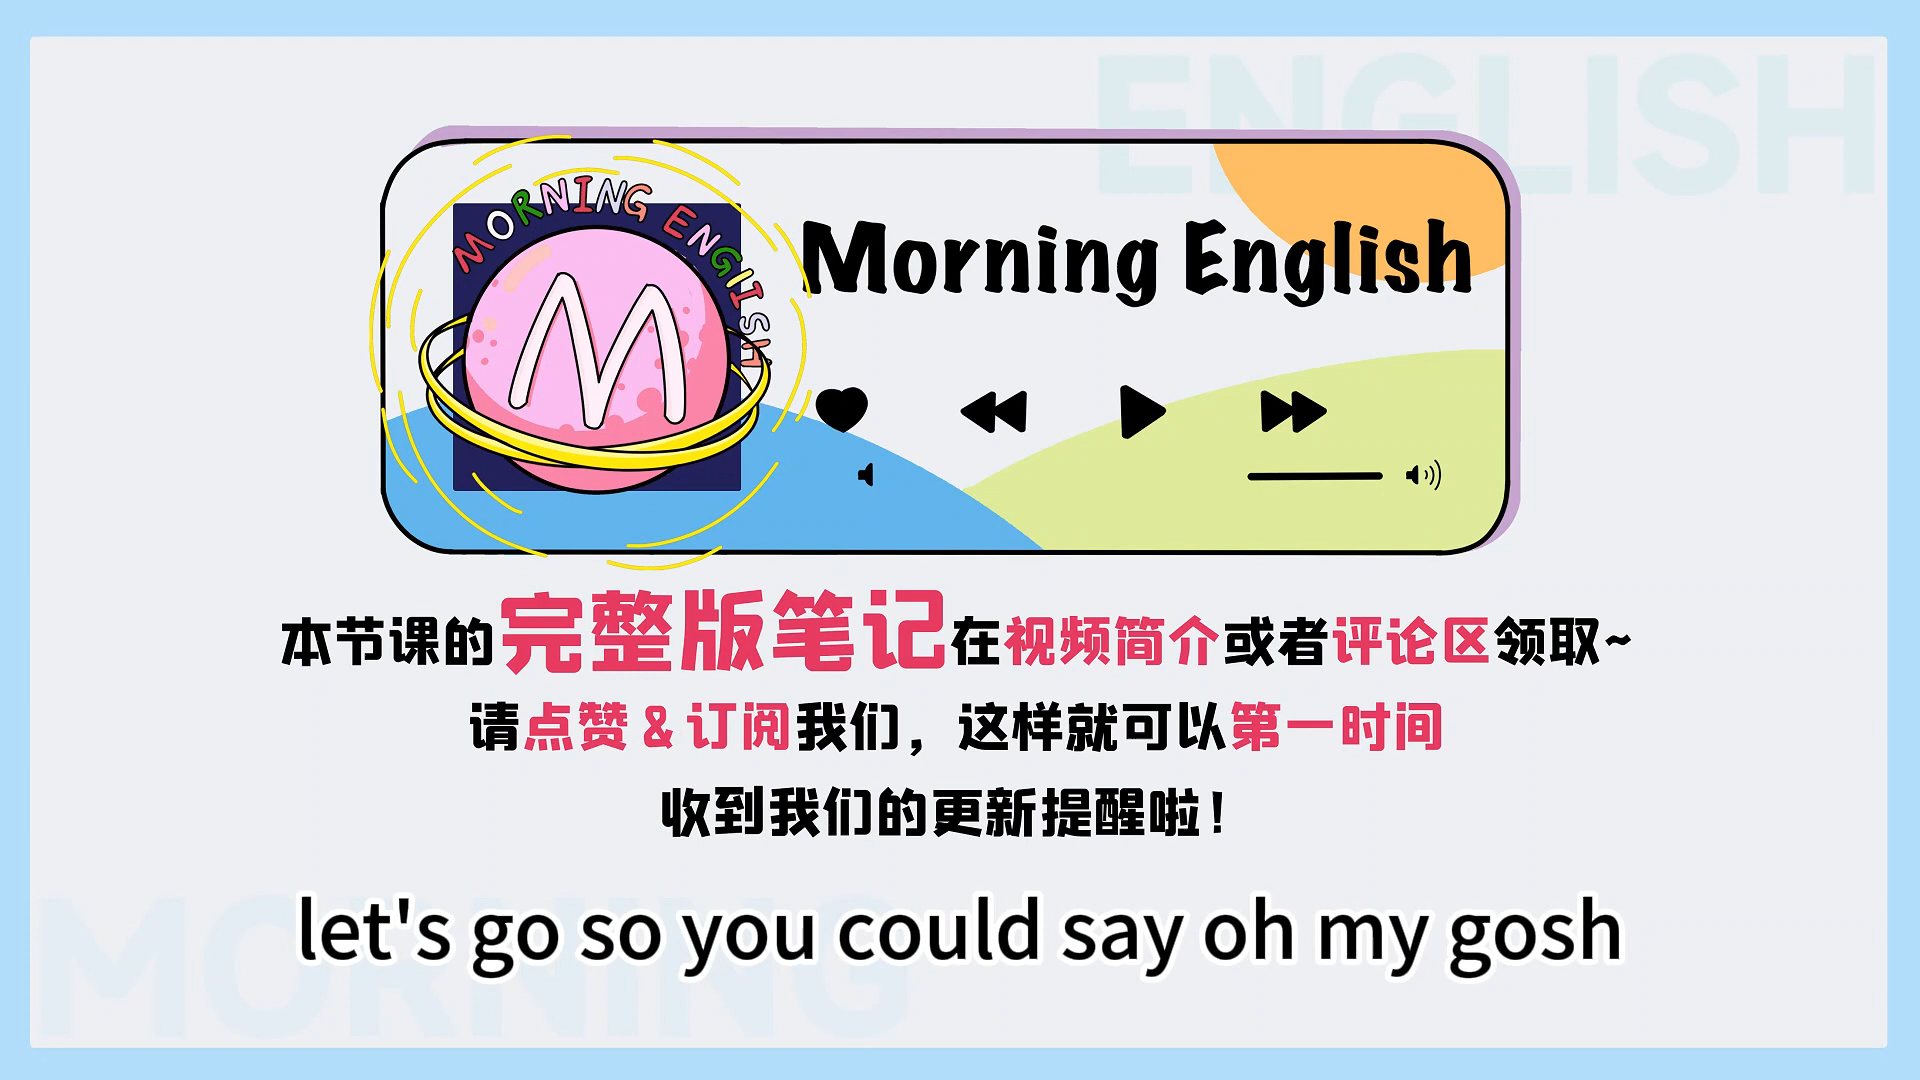 ENGLISH
MORNING ENGLISH
M
Morning English
本节课的完整版笔记在视频简介或者评论区领取~
请点赞&订阅我们，这样就可以第一时间
收到我们的更新提醒啦！
let's go so you could say oh my gosh
MORNING